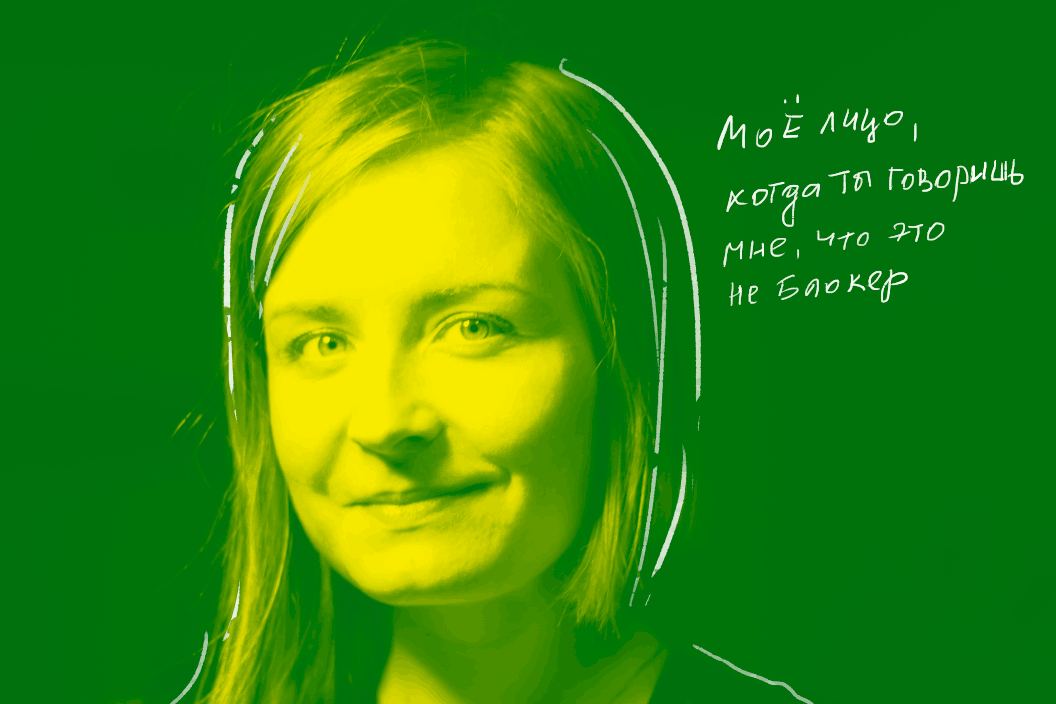 Моё лицо,
когда ты говоришь
мне, что это
не блокер